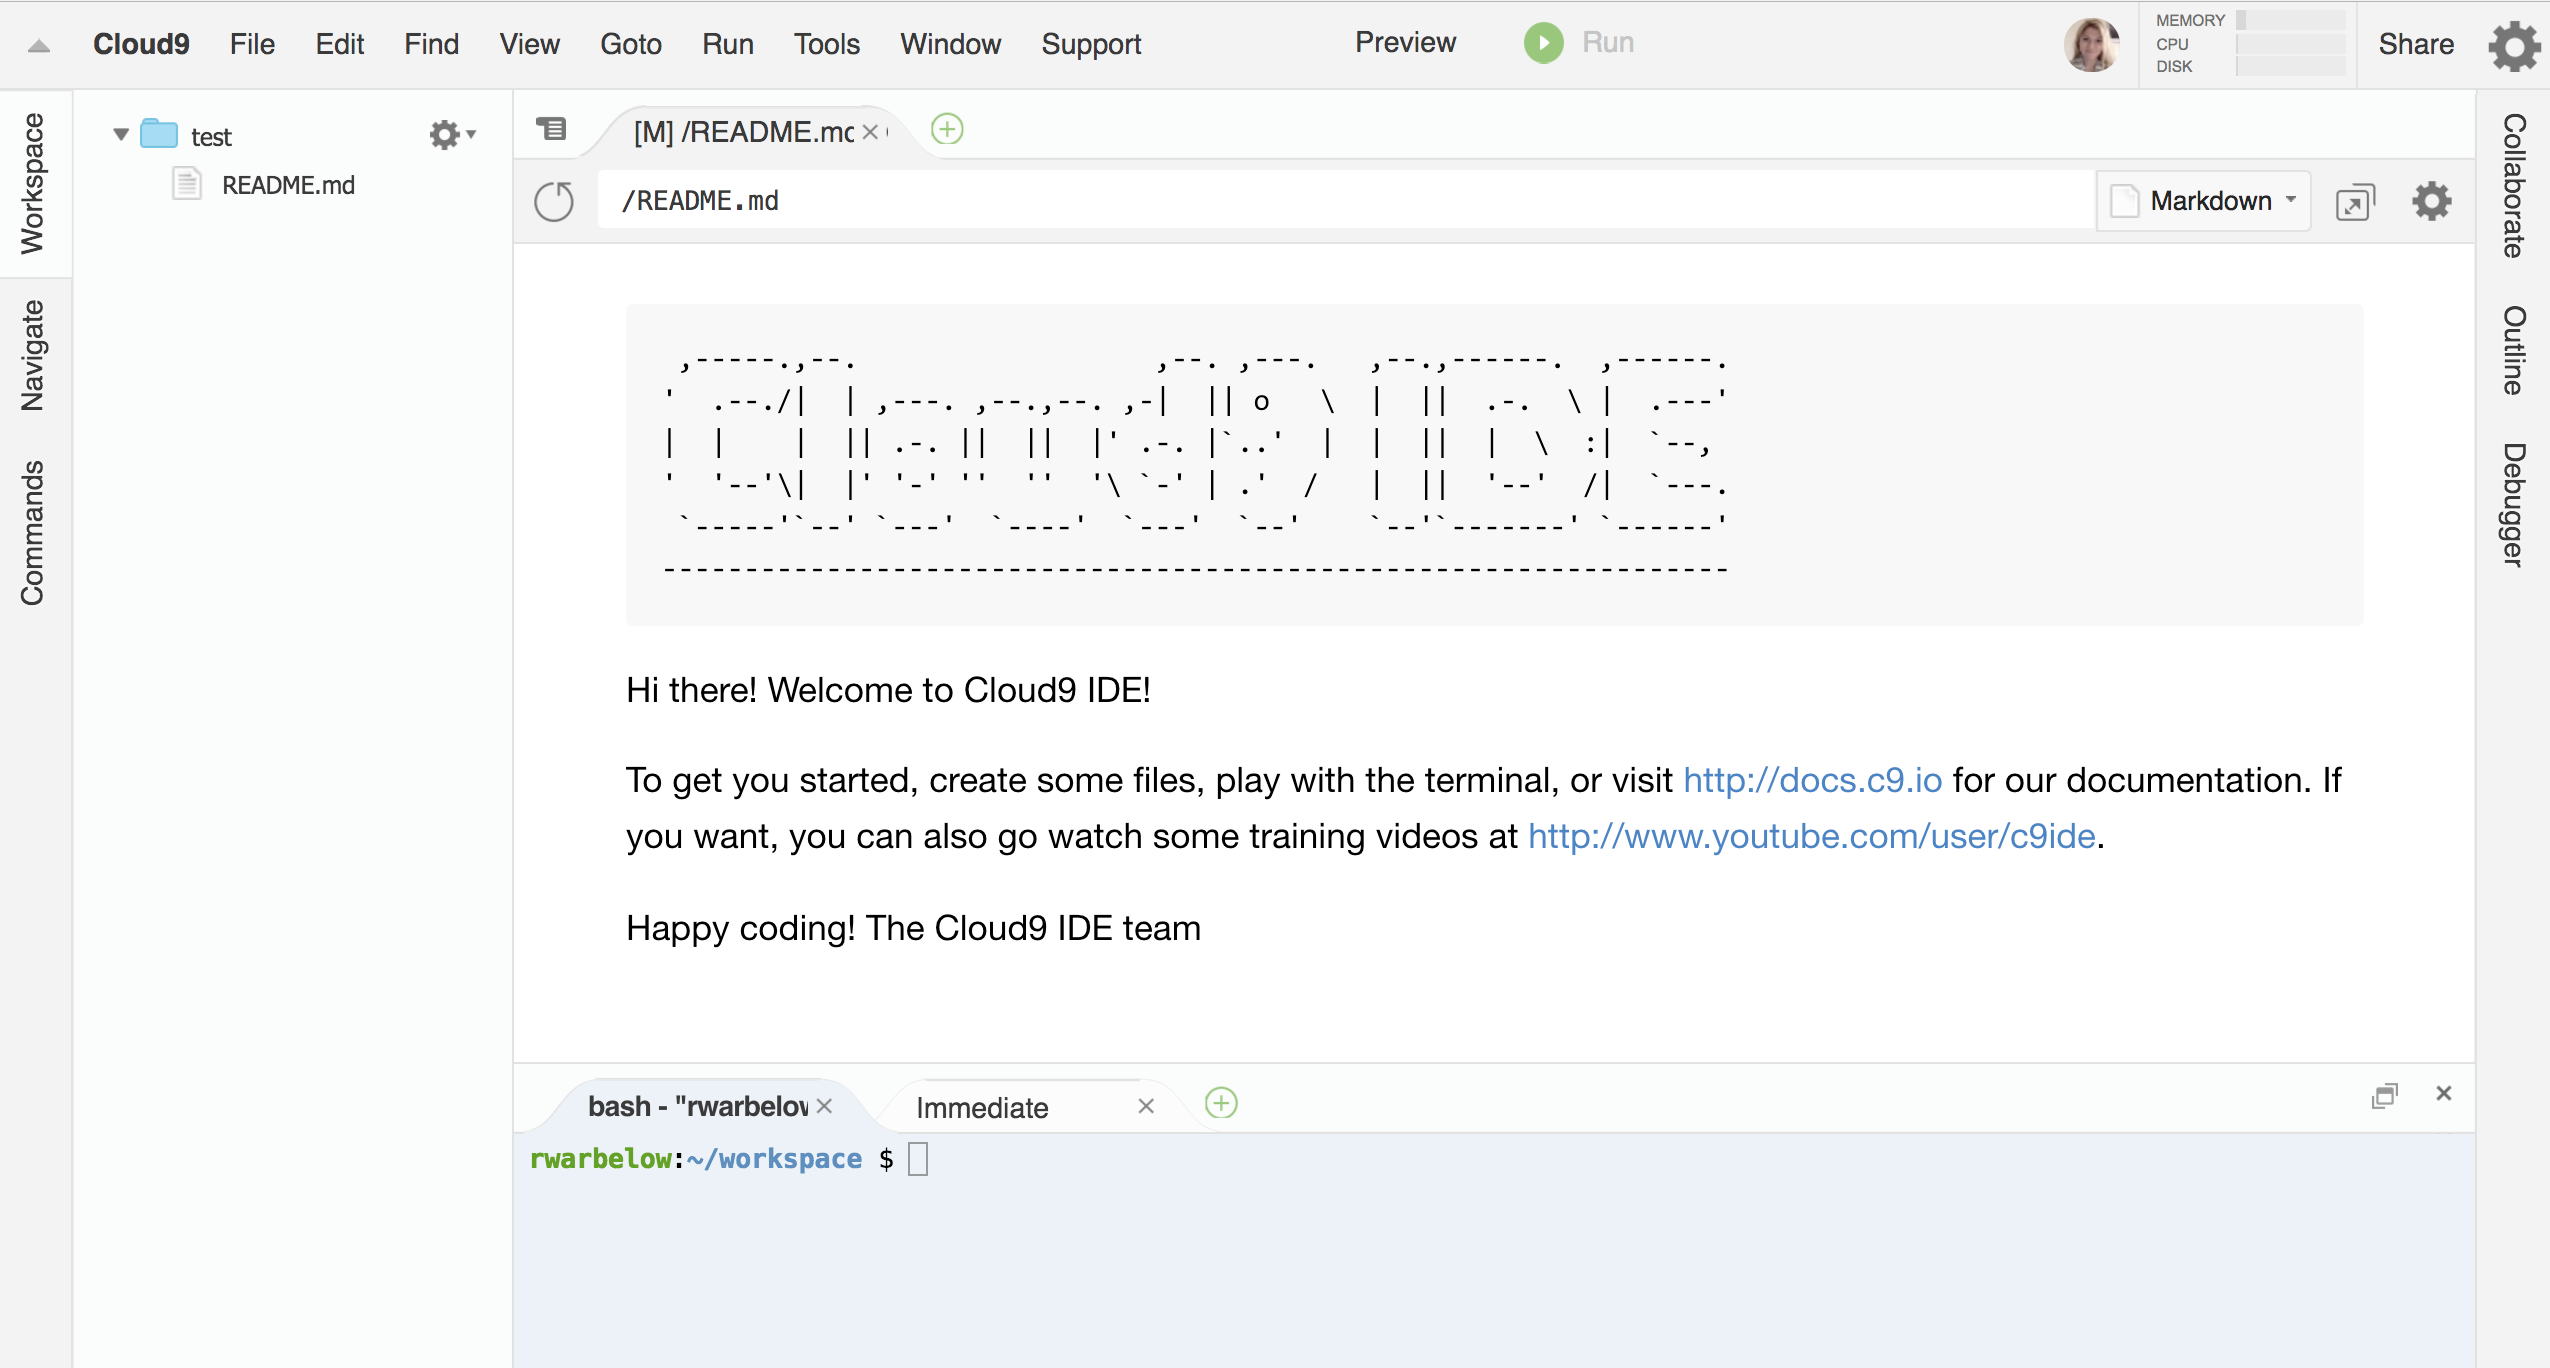 Cloud9 File Edit Find View Goto Run Tools Window Support Preview Run MEMORY Share
CPU
DISK
Workspace
Navigate
Commands
test
README.md
[M] /README.mc
/README.md Markdown
 ,-----.,--.                  ,--. ,---.   ,--.,------.  ,------.
'  .--./|  | ,---. ,--.,--. ,-|  || o   \  |  ||  .-.  \ |  .---'
|  |    |  || .-. ||  ||  |' .-. |`..'  |  |  ||  |  \  :|  `--,
'  '--'\|  |' '-' ''  ''  '\ `-' | .'  /   |  ||  '--'  /|  `---.
 `-----'`--' `---'  `----'  `---'  `--'    `--'`-------' `------'
-----------------------------------------------------------------
Hi there! Welcome to Cloud9 IDE!
To get you started, create some files, play with the terminal, or visit http://docs.c9.io for our documentation. If
you want, you can also go watch some training videos at http://www.youtube.com/user/c9ide.
Happy coding! The Cloud9 IDE team
bash - "rwarbelov Immediate
rwarbelow:~/workspace $
Collaborate
Outline
Debugger